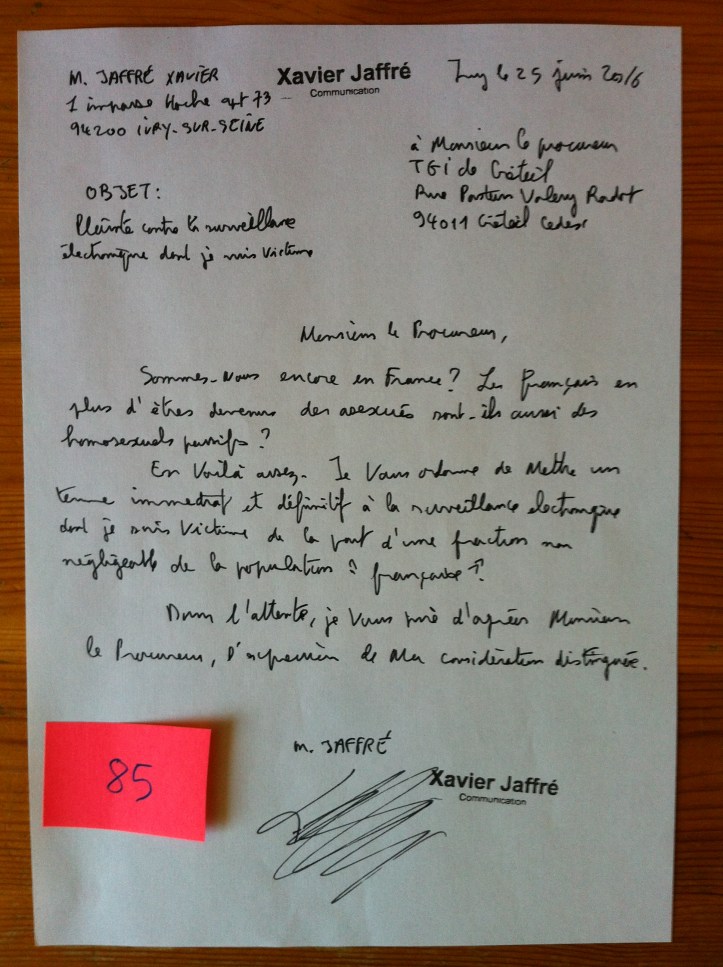 M. JAFFRÉ XAVIER
1 impasse Hoche apt 73
94200 IVRY-SUR-SEINE
Xavier Jaffré
Communication
Ivry le 25 juin 2016
à Monsieur le procureur
TGI de Créteil
Rue Pasteur Valery Radot
94011 Créteil Cedex
OBJET:
Plainte contre la surveillance
électronique dont je suis victime
Monsieur le Procureur,
Sommes-nous encore en France? Les français en
plus d'êtres devenus des asexués sont-ils aussi des
homosexuels passifs?
En Voilà assez. Je Vous ordonne de Mettre un
terme immédiat et définitif à la surveillance electronique
dont je suis Victime de la part d'une fraction non
négligeable de la population française
Dans l'attente, je Vous prie d'agréer Monsieur
le Procureur, l'expression de Ma considération distinguée.
M. JAFFRÉ
Xavier Jaffré
Communication
85